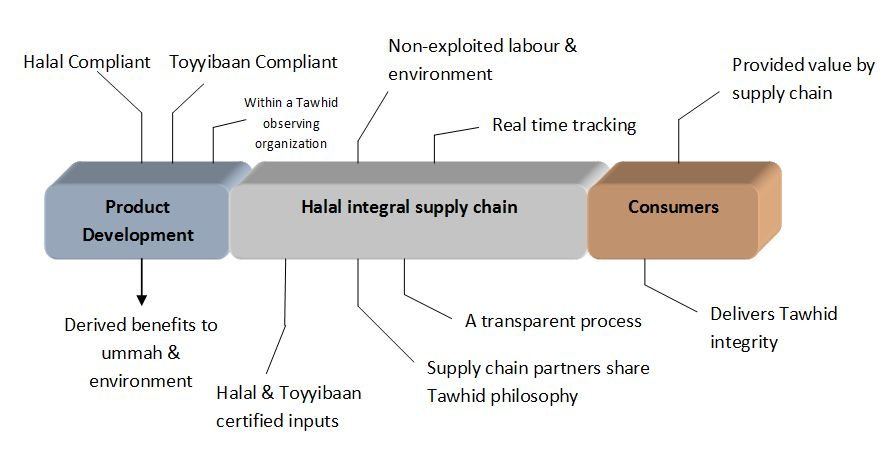 Halal Compliant
Toyyibaan Compliant
Within a Tawhid
observing
organization
Non-exploited labour &
environment
Real time tracking
Provided value by
supply chain
Product
Development
Halal integral supply chain
Consumers
Derived benefits to
ummah &
environment
Halal & Toyyibaan
certified inputs
Supply chain partners share
Tawhid philosophy
A transparent process
Delivers Tawhid
integrity